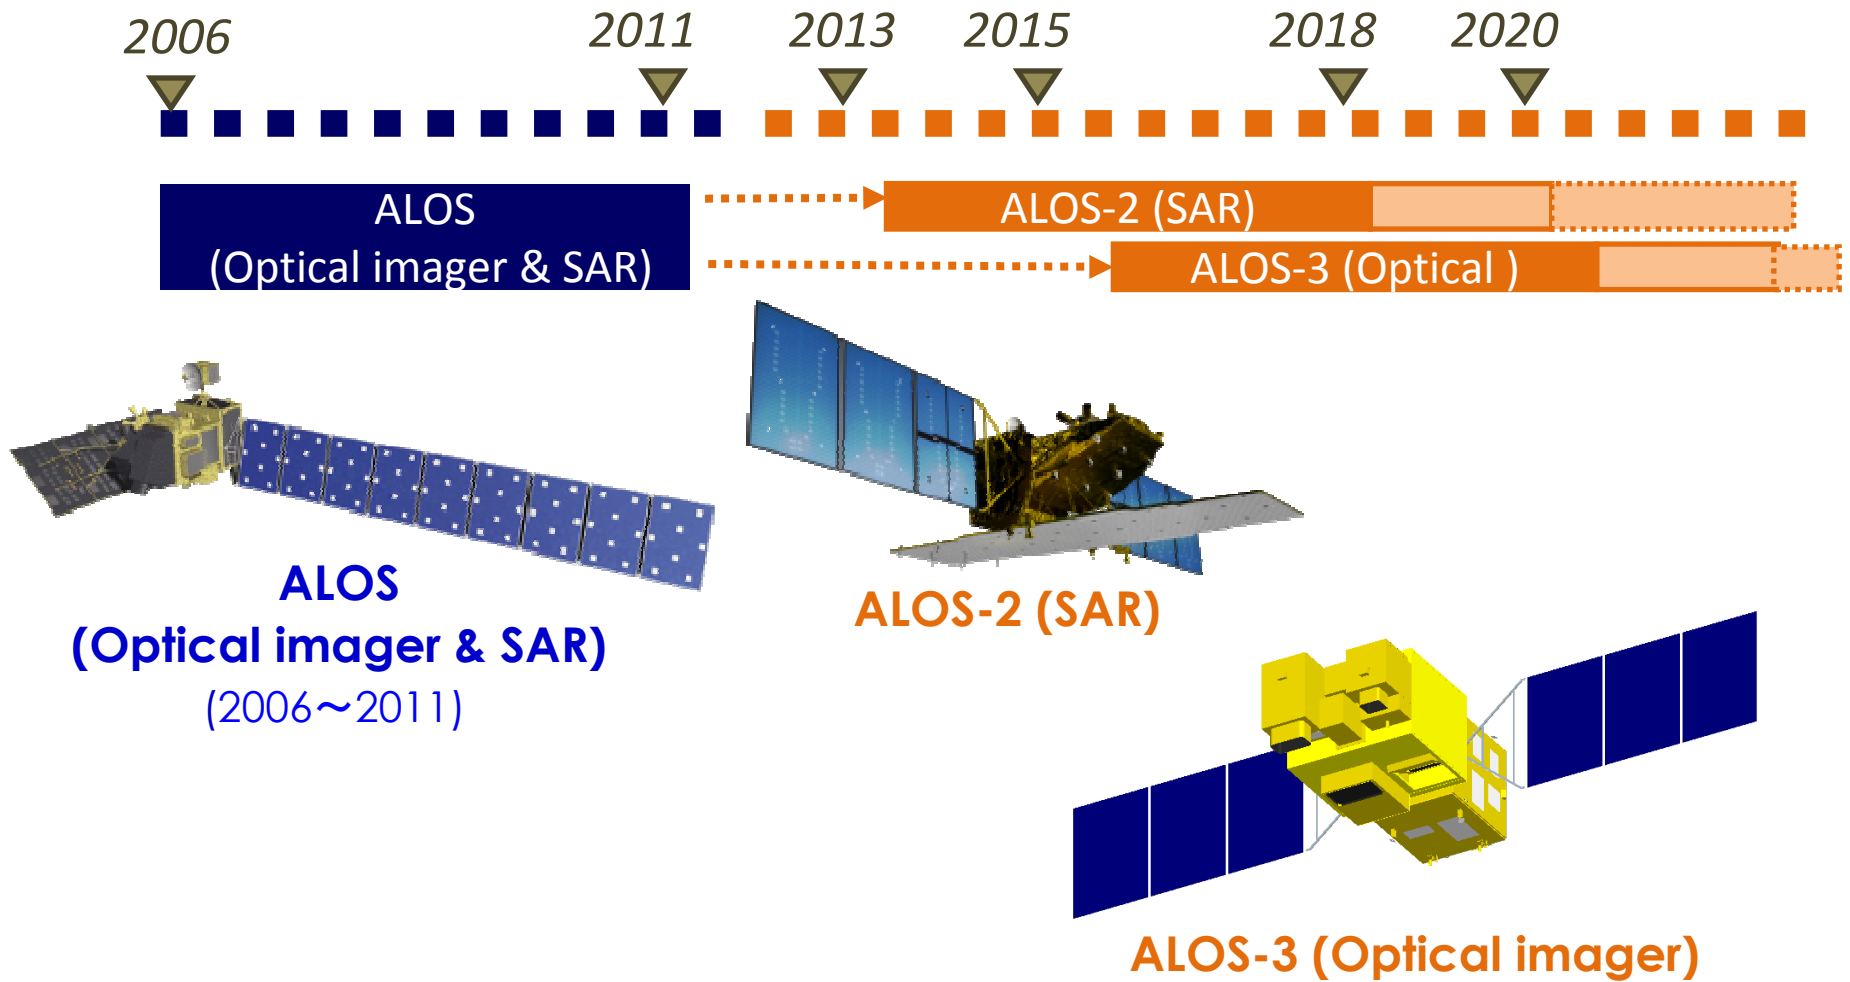 2006 2011 2013 2015 2018 2020
ALOS
(Optical imager & SAR)
ALOS-2 (SAR)
ALOS-3 (Optical )
ALOS
(Optical imager & SAR)
(2006～2011)
ALOS-2 (SAR)
ALOS-3 (Optical imager)